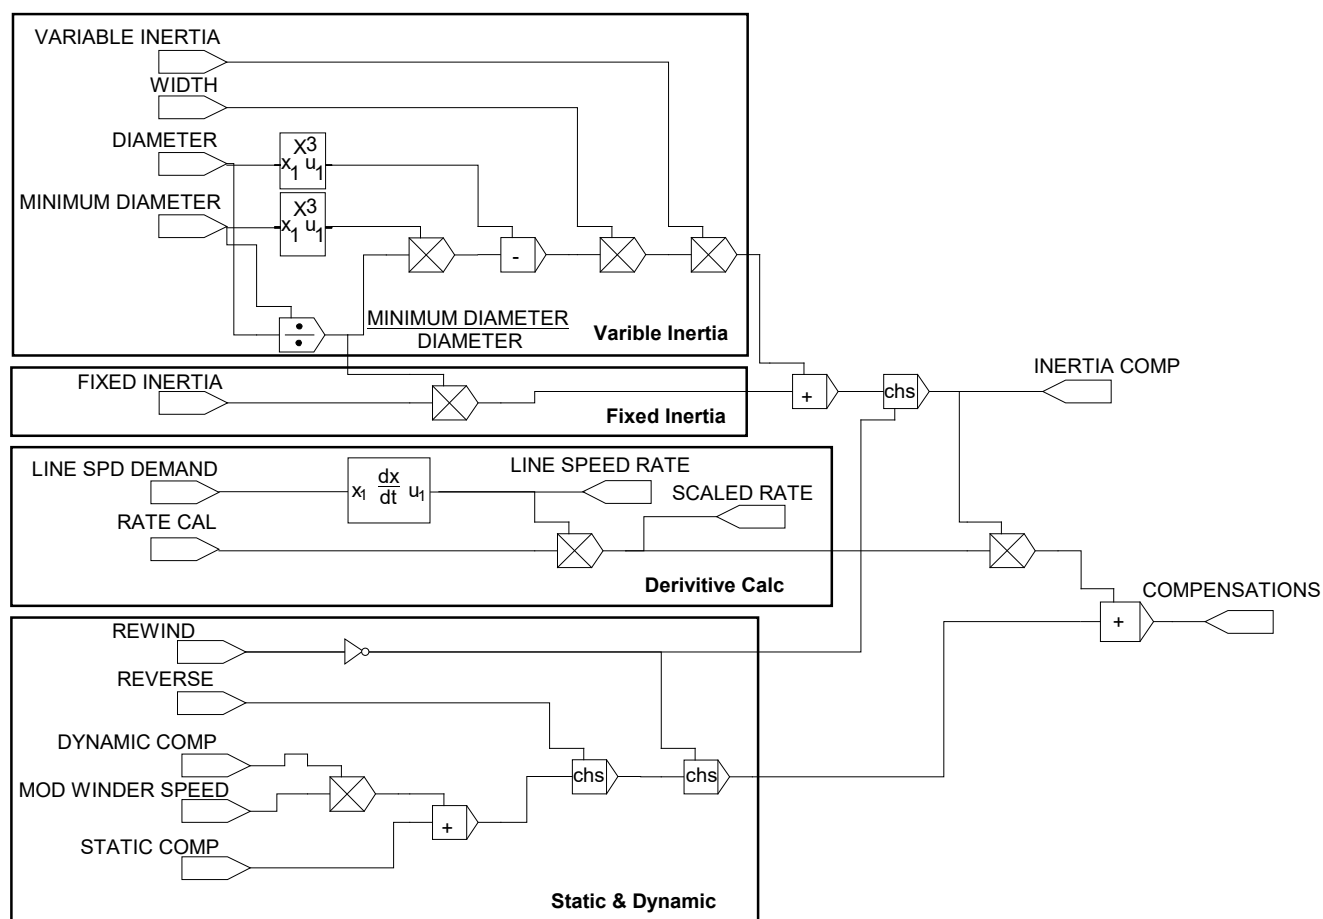 VARIABLE INERTIA
WIDTH
DIAMETER
X3
x1 u1
MINIMUM DIAMETER
X3
x1 u1
-
÷
MINIMUM DIAMETER
DIAMETER
Varible Inertia
FIXED INERTIA
Fixed Inertia
+
chs
INERTIA COMP
LINE SPD DEMAND
x1 dx/dt u1
LINE SPEED RATE
SCALED RATE
RATE CAL
Derivitive Calc
COMPENSATIONS
+
REWIND
REVERSE
DYNAMIC COMP
chs
chs
MOD WINDER SPEED
+
STATIC COMP
Static & Dynamic